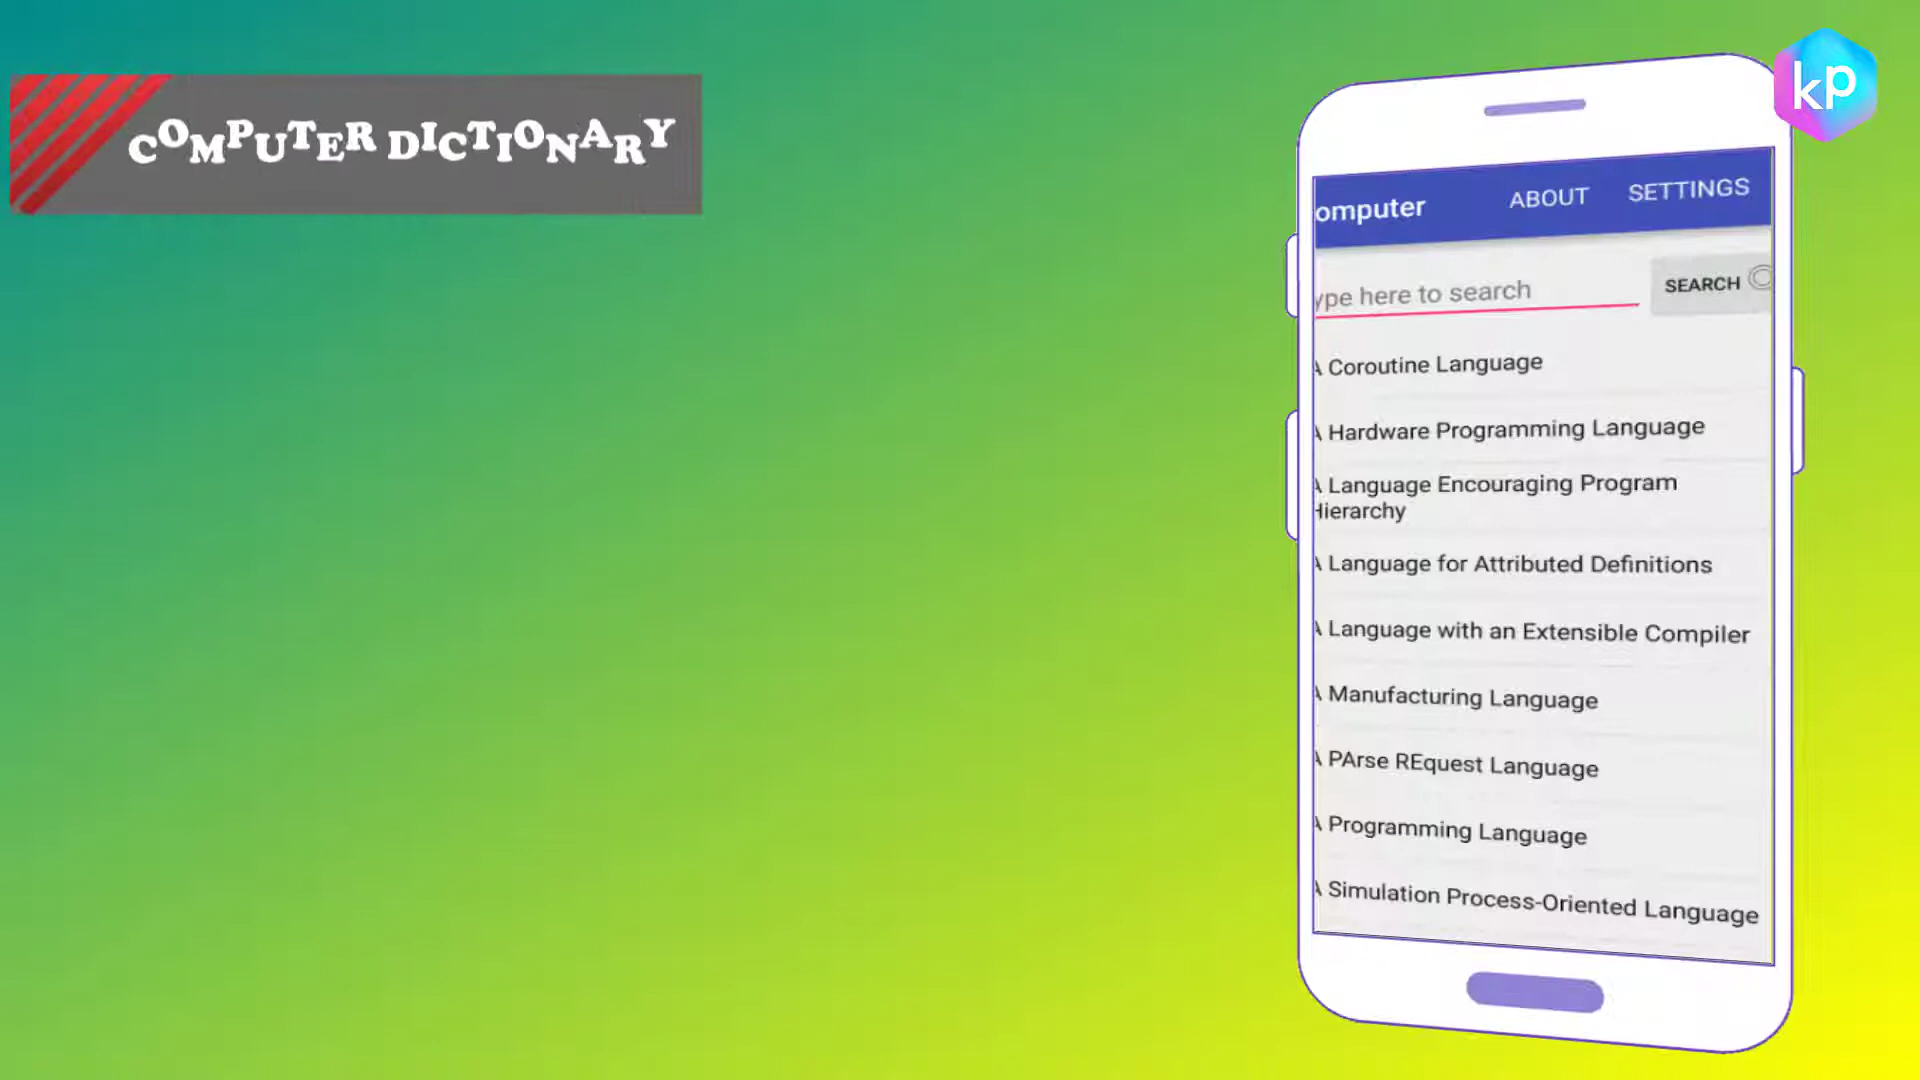 COMPUTER DICTIONARY
kp
omputer ABOUT SETTINGS
ype here to search SEARCH
A Coroutine Language
A Hardware Programming Language
A Language Encouraging Program
Hierarchy
A Language for Attributed Definitions
A Language with an Extensible Compiler
A Manufacturing Language
A PArse REquest Language
A Programming Language
A Simulation Process-Oriented Language